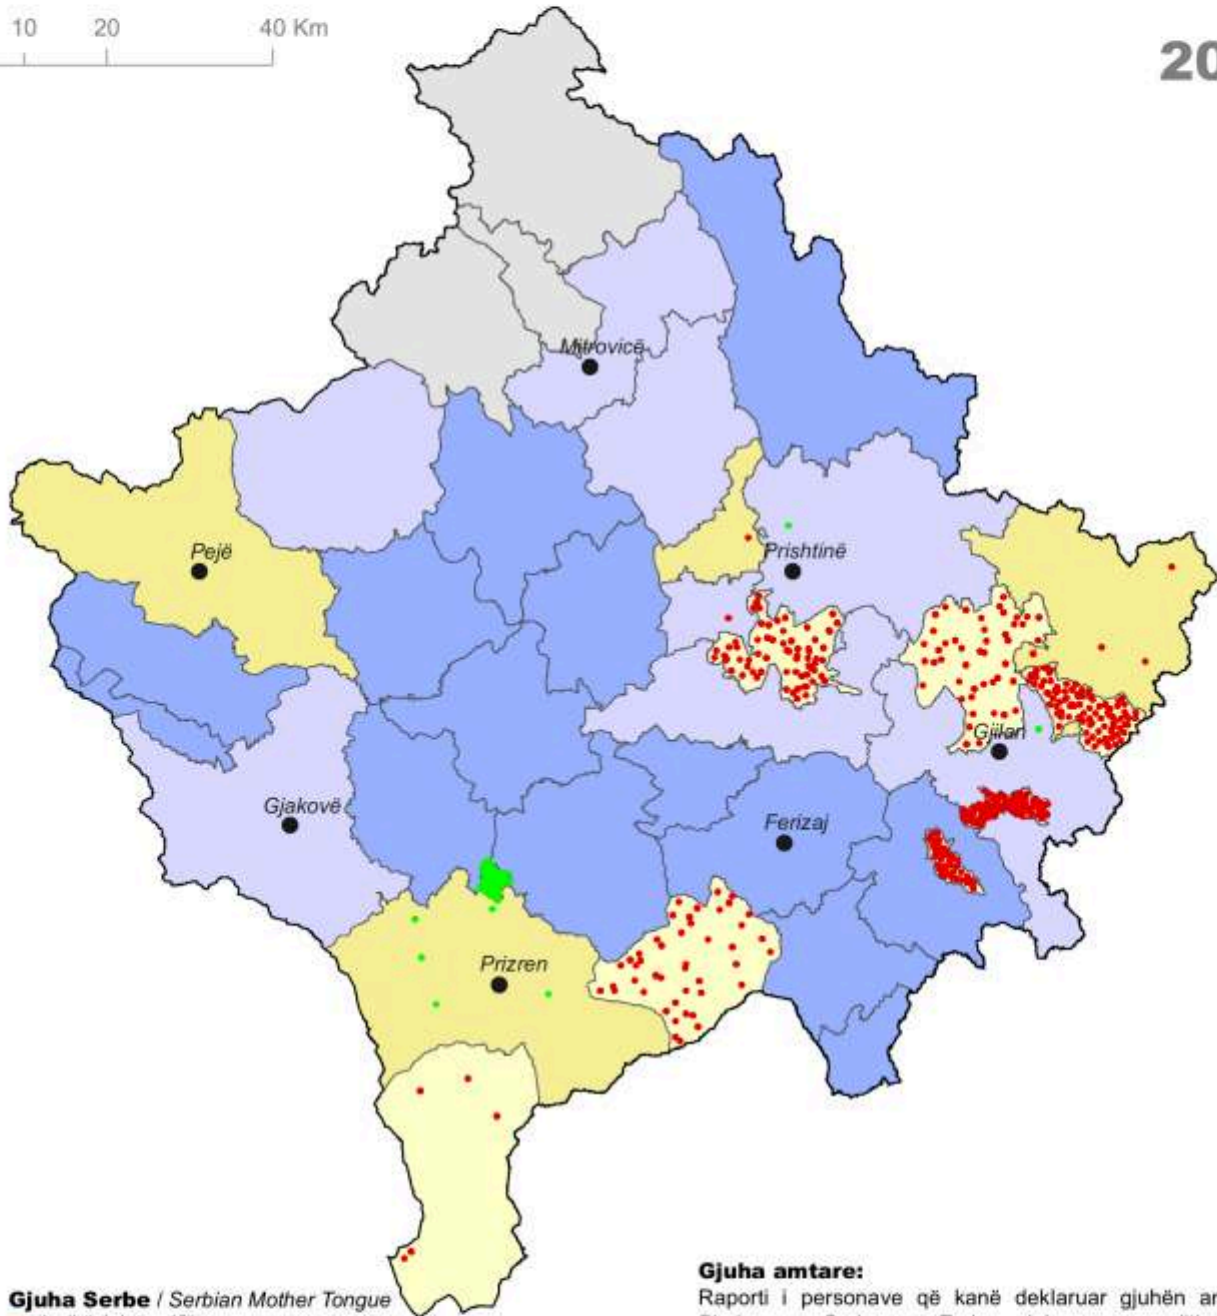 10 20 40 Km
20
Mitrovicë
Pejë
Prishtinë
Gjilan
Gjakovë
Ferizaj
Prizren
Gjuha Serbe / Serbian Mother Tongue
Gjuha amtare:
Raporti i personave që kanë deklaruar gjuhën am